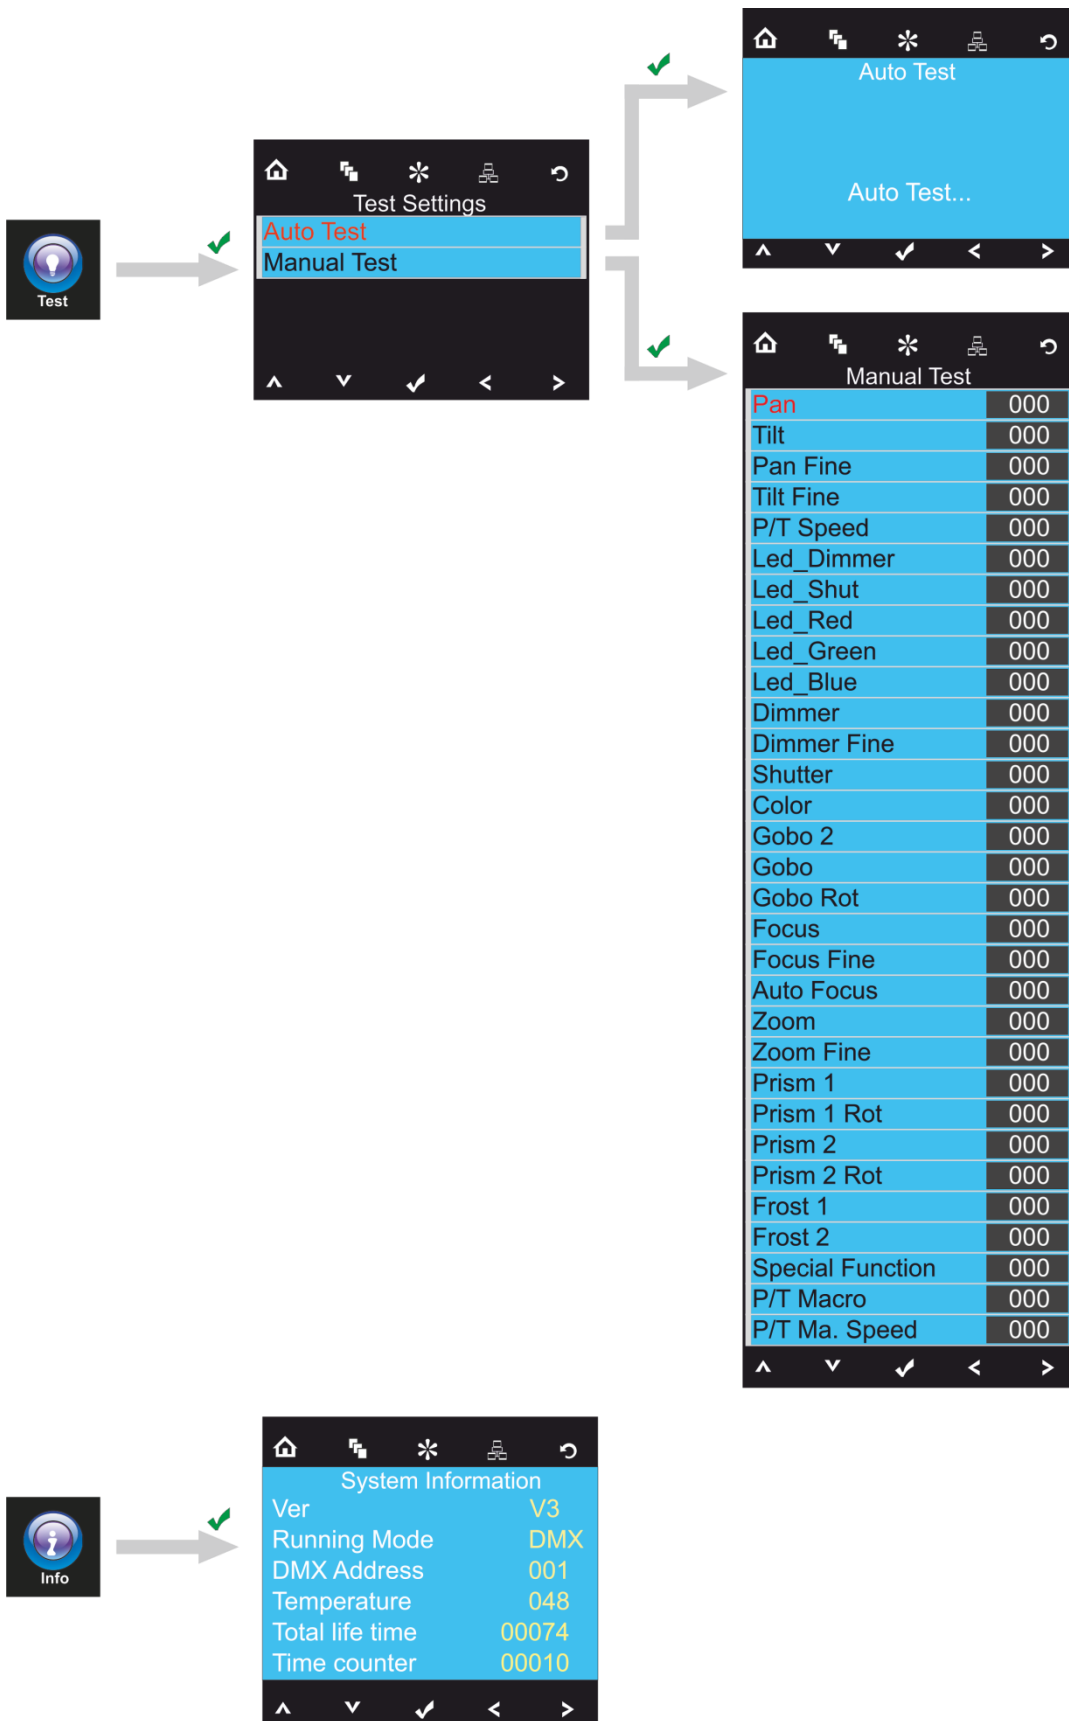 Test
Test Settings
Auto Test
Manual Test
Auto Test
Auto Test...
Manual Test
Pan 000
Tilt 000
Pan Fine 000
Tilt Fine 000
P/T Speed 000
Led_Dimmer 000
Led_Shut 000
Led_Red 000
Led_Green 000
Led_Blue 000
Dimmer 000
Dimmer Fine 000
Shutter 000
Color 000
Gobo 2 000
Gobo 000
Gobo Rot 000
Focus 000
Focus Fine 000
Auto Focus 000
Zoom 000
Zoom Fine 000
Prism 1 000
Prism 1 Rot 000
Prism 2 000
Prism 2 Rot 000
Frost 1 000
Frost 2 000
Special Function 000
P/T Macro 000
P/T Ma. Speed 000
Info
System Information
Ver V3
Running Mode DMX
DMX Address 001
Temperature 048
Total life time 00074
Time counter 00010